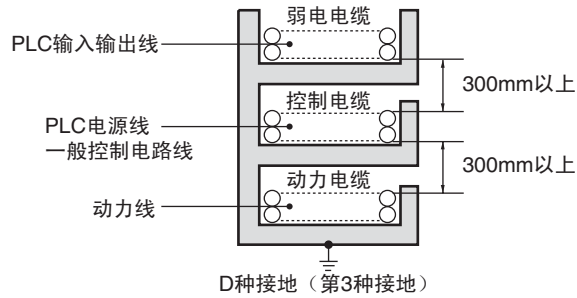 弱电电缆
PLC输入输出线
300mm以上
控制电缆
PLC电源线
一般控制电路线
300mm以上
动力电缆
动力线
D种接地（第3种接地）